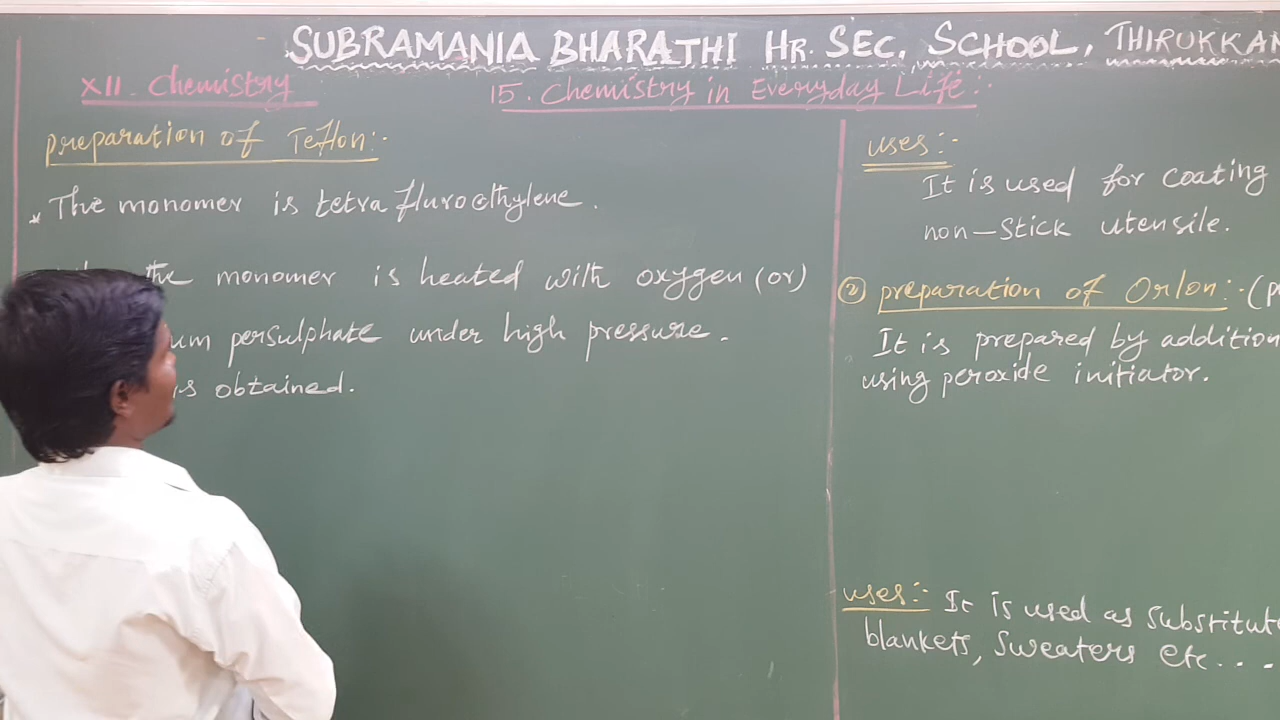 SUBRAMANIA BHARATHI HR. SEC. SCHOOL, THIRUKKAN
XII. Chemistry
15. Chemistry in Everyday Life:-
preparation of Teflon:-
* The monomer is tetra fluroethylene.
the monomer is heated with oxygen (or)
um persulphate under high pressure.
is obtained.
uses:-
It is used for coating
non-stick utensile.
② preparation of Orlon:- (p
It is prepared by addition
using peroxide initiator.
uses:- It is used as substitute
blankets, sweaters etc....